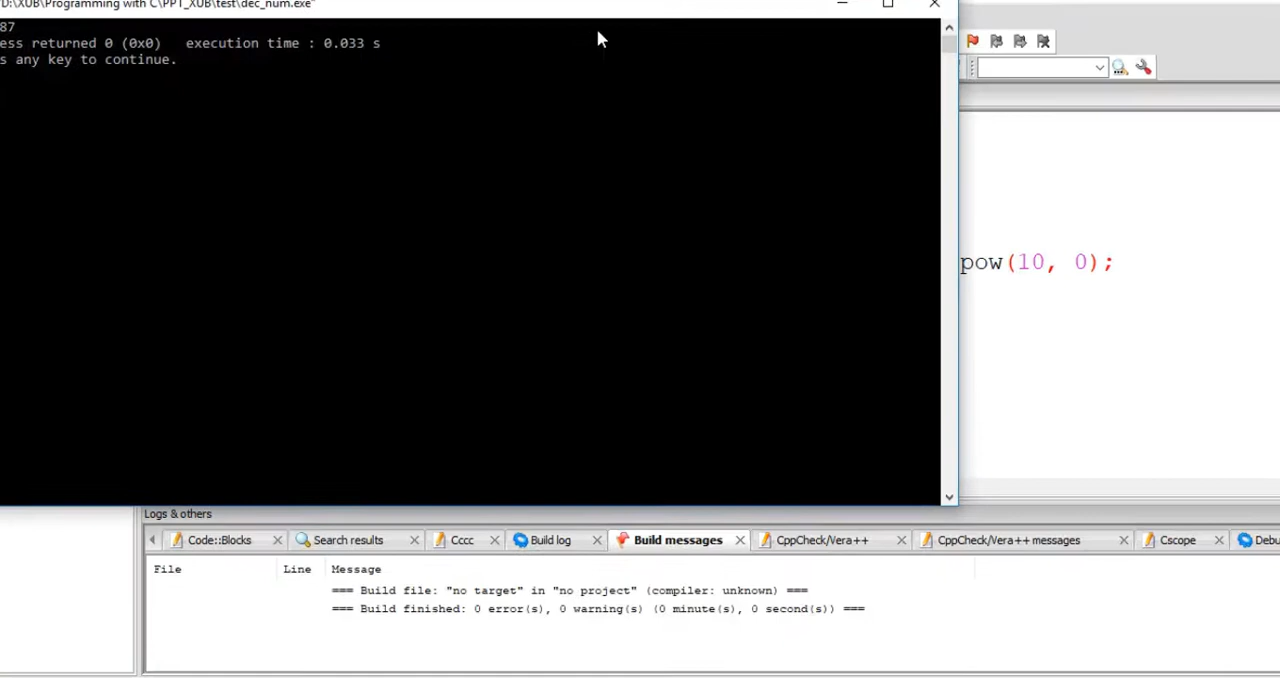 D:\XUB\Programming with C\PPT_XUB\test\dec_num.exe"
87
ess returned 0 (0x0)   execution time : 0.033 s
s any key to continue.
pow(10, 0);
Logs & others
Code::Blocks Search results Cccc Build log Build messages CppCheck/Vera++ CppCheck/Vera++ messages Cscope Debu
File Line Message
=== Build file: "no target" in "no project" (compiler: unknown) ===
=== Build finished: 0 error(s), 0 warning(s) (0 minute(s), 0 second(s)) ===